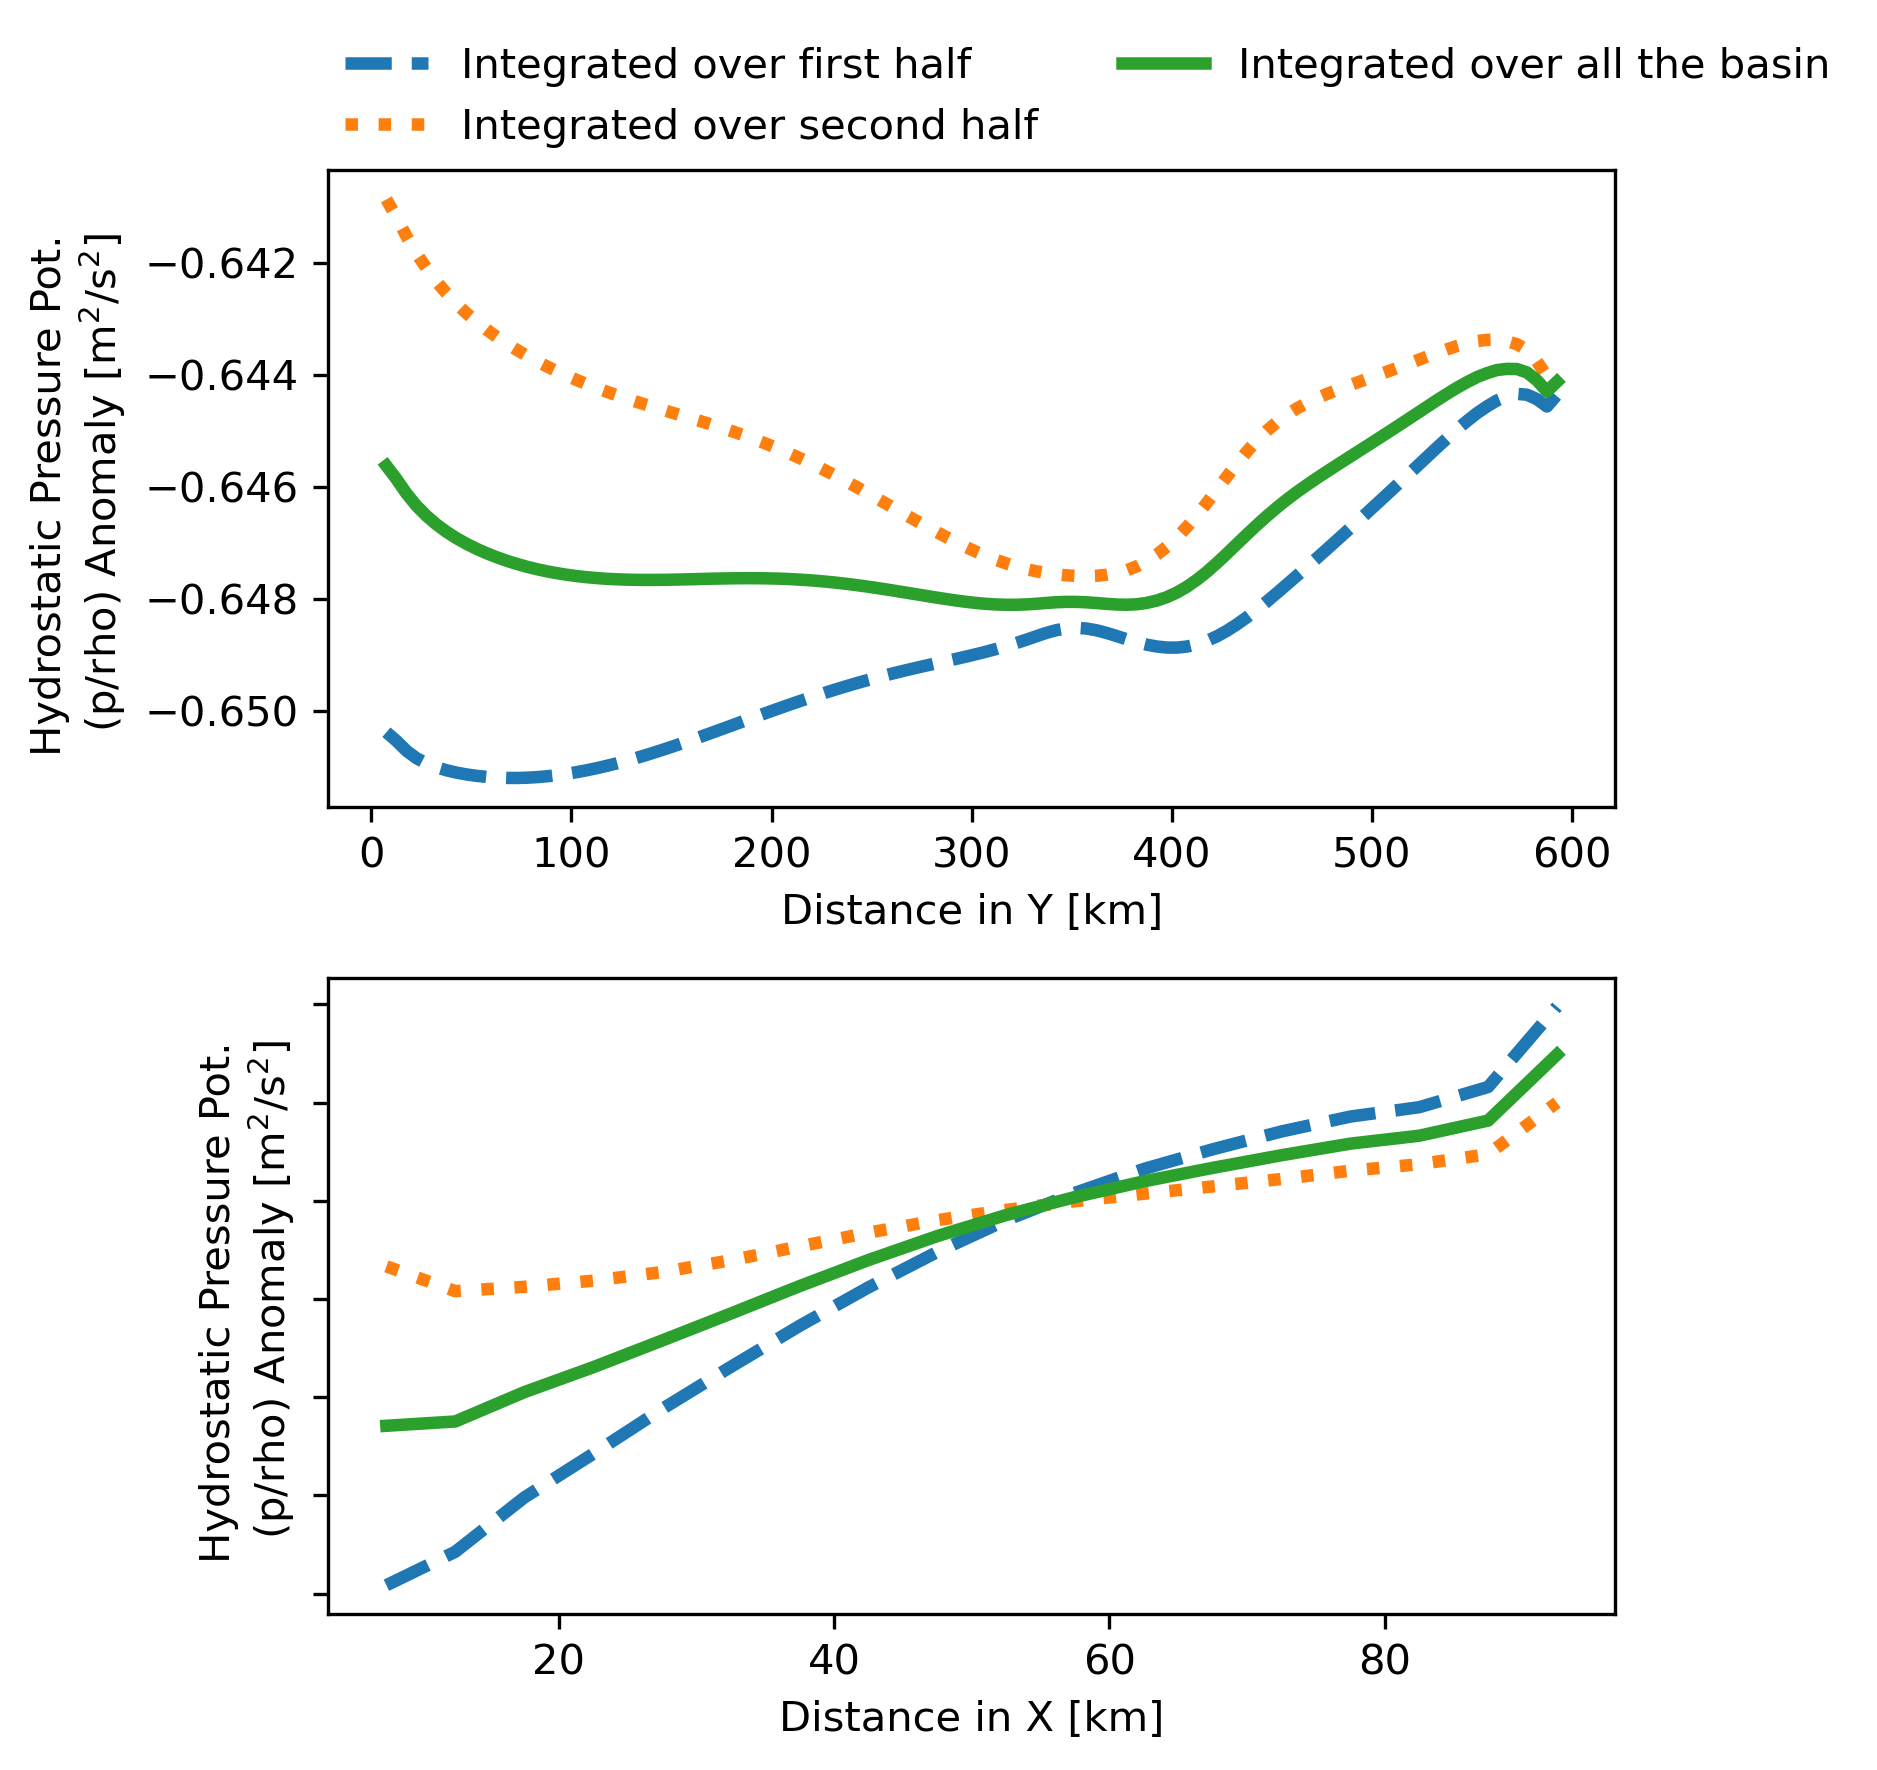 Integrated over first half
Integrated over second half
Integrated over all the basin
Hydrostatic Pressure Pot.
(p/rho) Anomaly [m²/s²]
−0.642
−0.644
−0.646
−0.648
−0.650
0 100 200 300 400 500 600
Distance in Y [km]
Hydrostatic Pressure Pot.
(p/rho) Anomaly [m²/s²]
20 40 60 80
Distance in X [km]